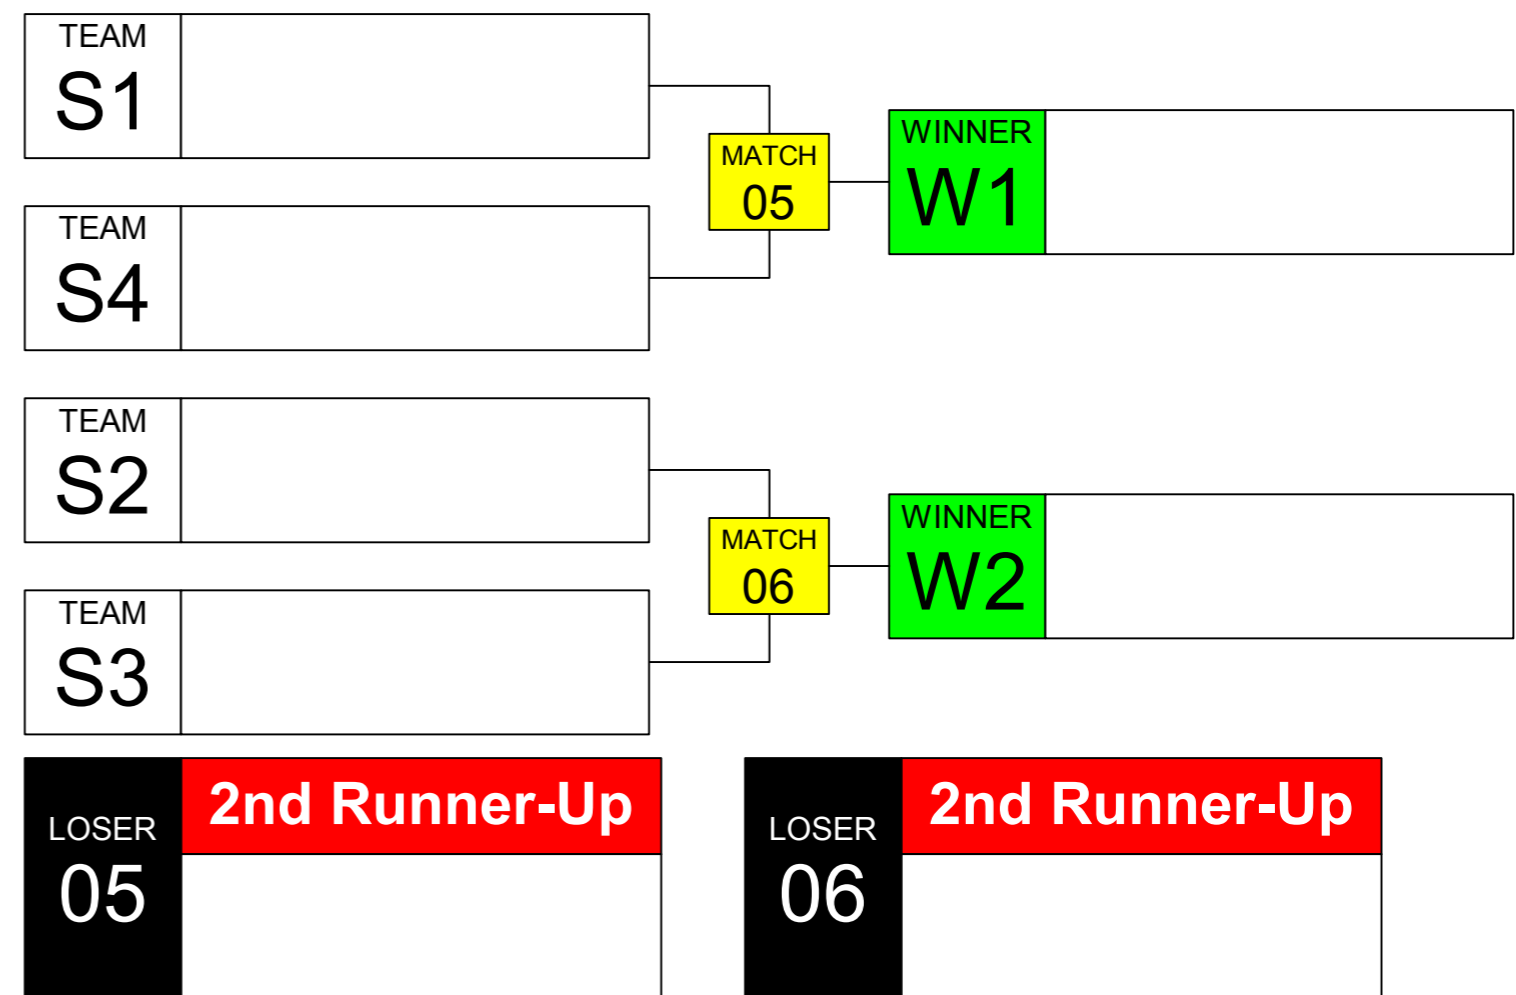 TEAM
S1
TEAM
S4
MATCH
05
WINNER
W1
TEAM
S2
TEAM
S3
MATCH
06
WINNER
W2
LOSER
05
2nd Runner-Up
LOSER
06
2nd Runner-Up